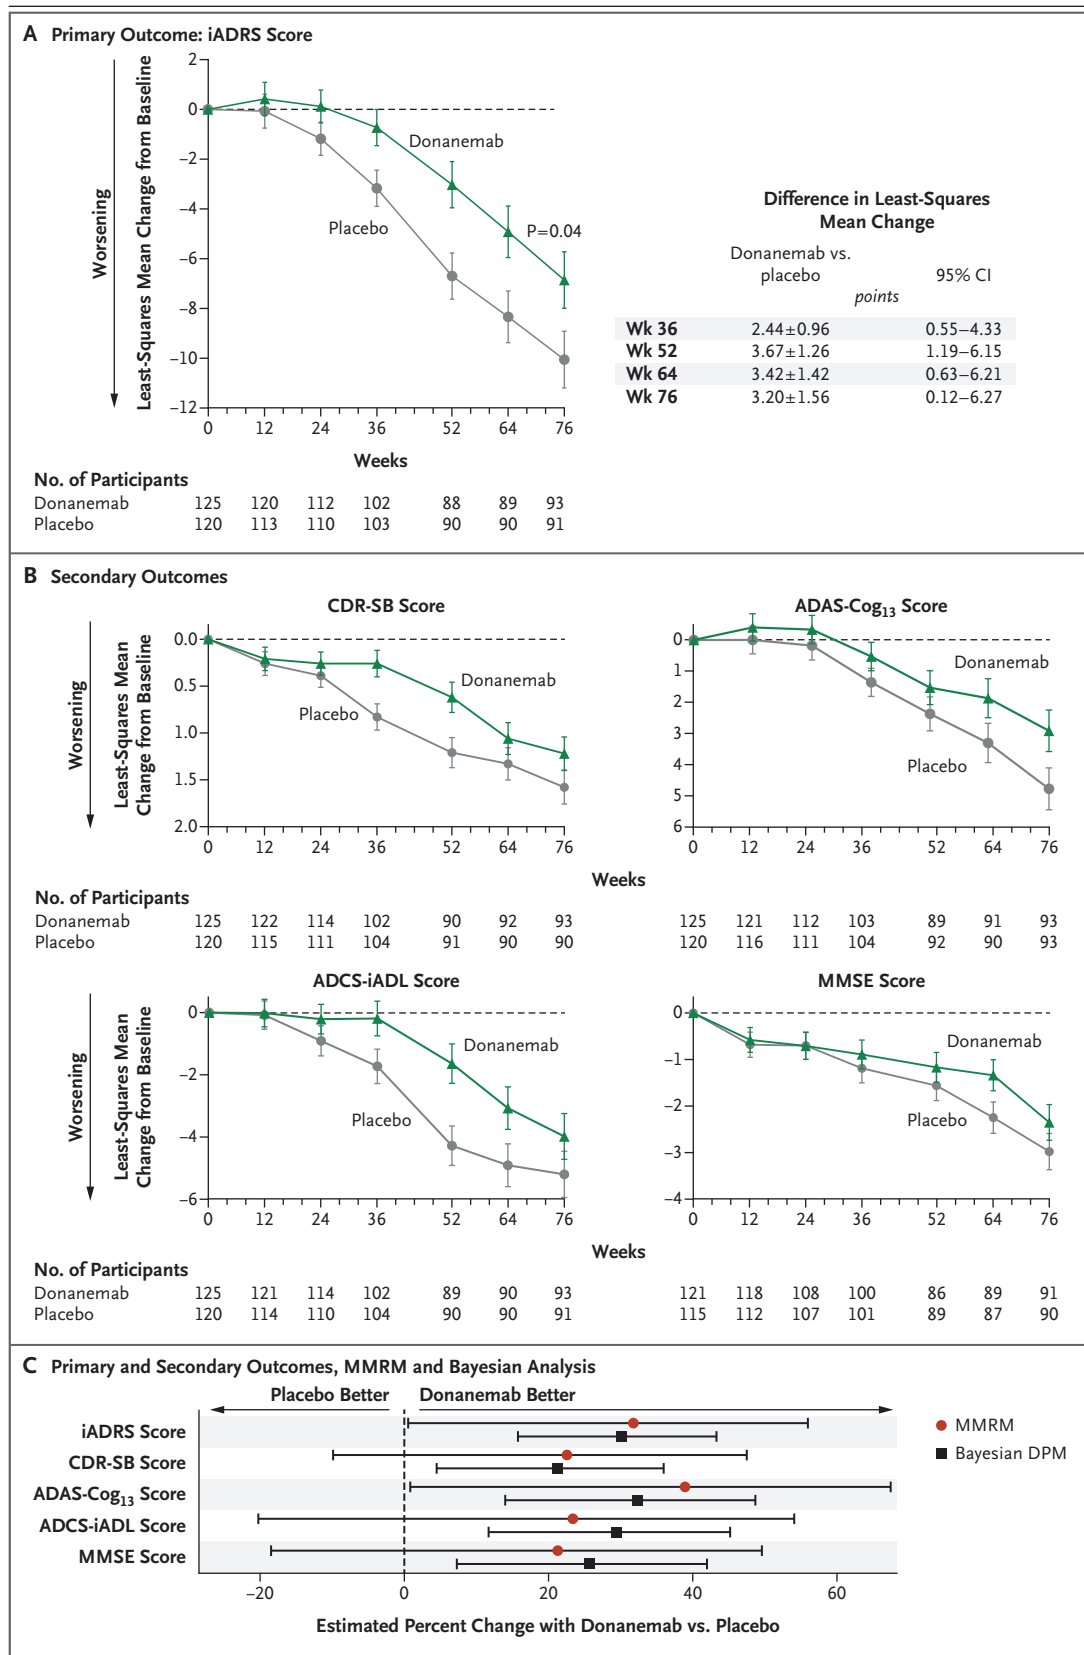 A Primary Outcome: iADRS Score
Worsening
Least-Squares Mean Change from Baseline
2
0
−2
−4
−6
−8
−10
−12
Donanemab
Placebo
P=0.04
0 12 24 36 52 64 76
Weeks
Difference in Least-Squares
Mean Change
Donanemab vs.
placebo 95% CI
points
Wk 36 2.44±0.96 0.55–4.33
Wk 52 3.67±1.26 1.19–6.15
Wk 64 3.42±1.42 0.63–6.21
Wk 76 3.20±1.56 0.12–6.27
No. of Participants
Donanemab 125 120 112 102 88 89 93
Placebo 120 113 110 103 90 90 91
B Secondary Outcomes
CDR-SB Score
Worsening
Least-Squares Mean
Change from Baseline
0.0
0.5
1.0
1.5
2.0
Donanemab
Placebo
0 12 24 36 52 64 76
ADAS-Cog13 Score
0
1
2
3
4
5
6
Donanemab
Placebo
0 12 24 36 52 64 76
Weeks
No. of Participants
Donanemab 125 122 114 102 90 92 93 125 121 112 103 89 91 93
Placebo 120 115 111 104 91 90 90 120 116 111 104 92 90 93
ADCS-iADL Score
Worsening
Least-Squares Mean
Change from Baseline
0
−2
−4
−6
Donanemab
Placebo
0 12 24 36 52 64 76
MMSE Score
0
−1
−2
−3
−4
Donanemab
Placebo
0 12 24 36 52 64 76
Weeks
No. of Participants
Donanemab 125 121 114 102 89 90 93 121 118 108 100 86 89 91
Placebo 120 114 110 104 90 90 91 115 112 107 101 89 87 90
C Primary and Secondary Outcomes, MMRM and Bayesian Analysis
Placebo Better Donanemab Better
iADRS Score
CDR-SB Score
ADAS-Cog13 Score
ADCS-iADL Score
MMSE Score
MMRM
Bayesian DPM
−20 0 20 40 60
Estimated Percent Change with Donanemab vs. Placebo